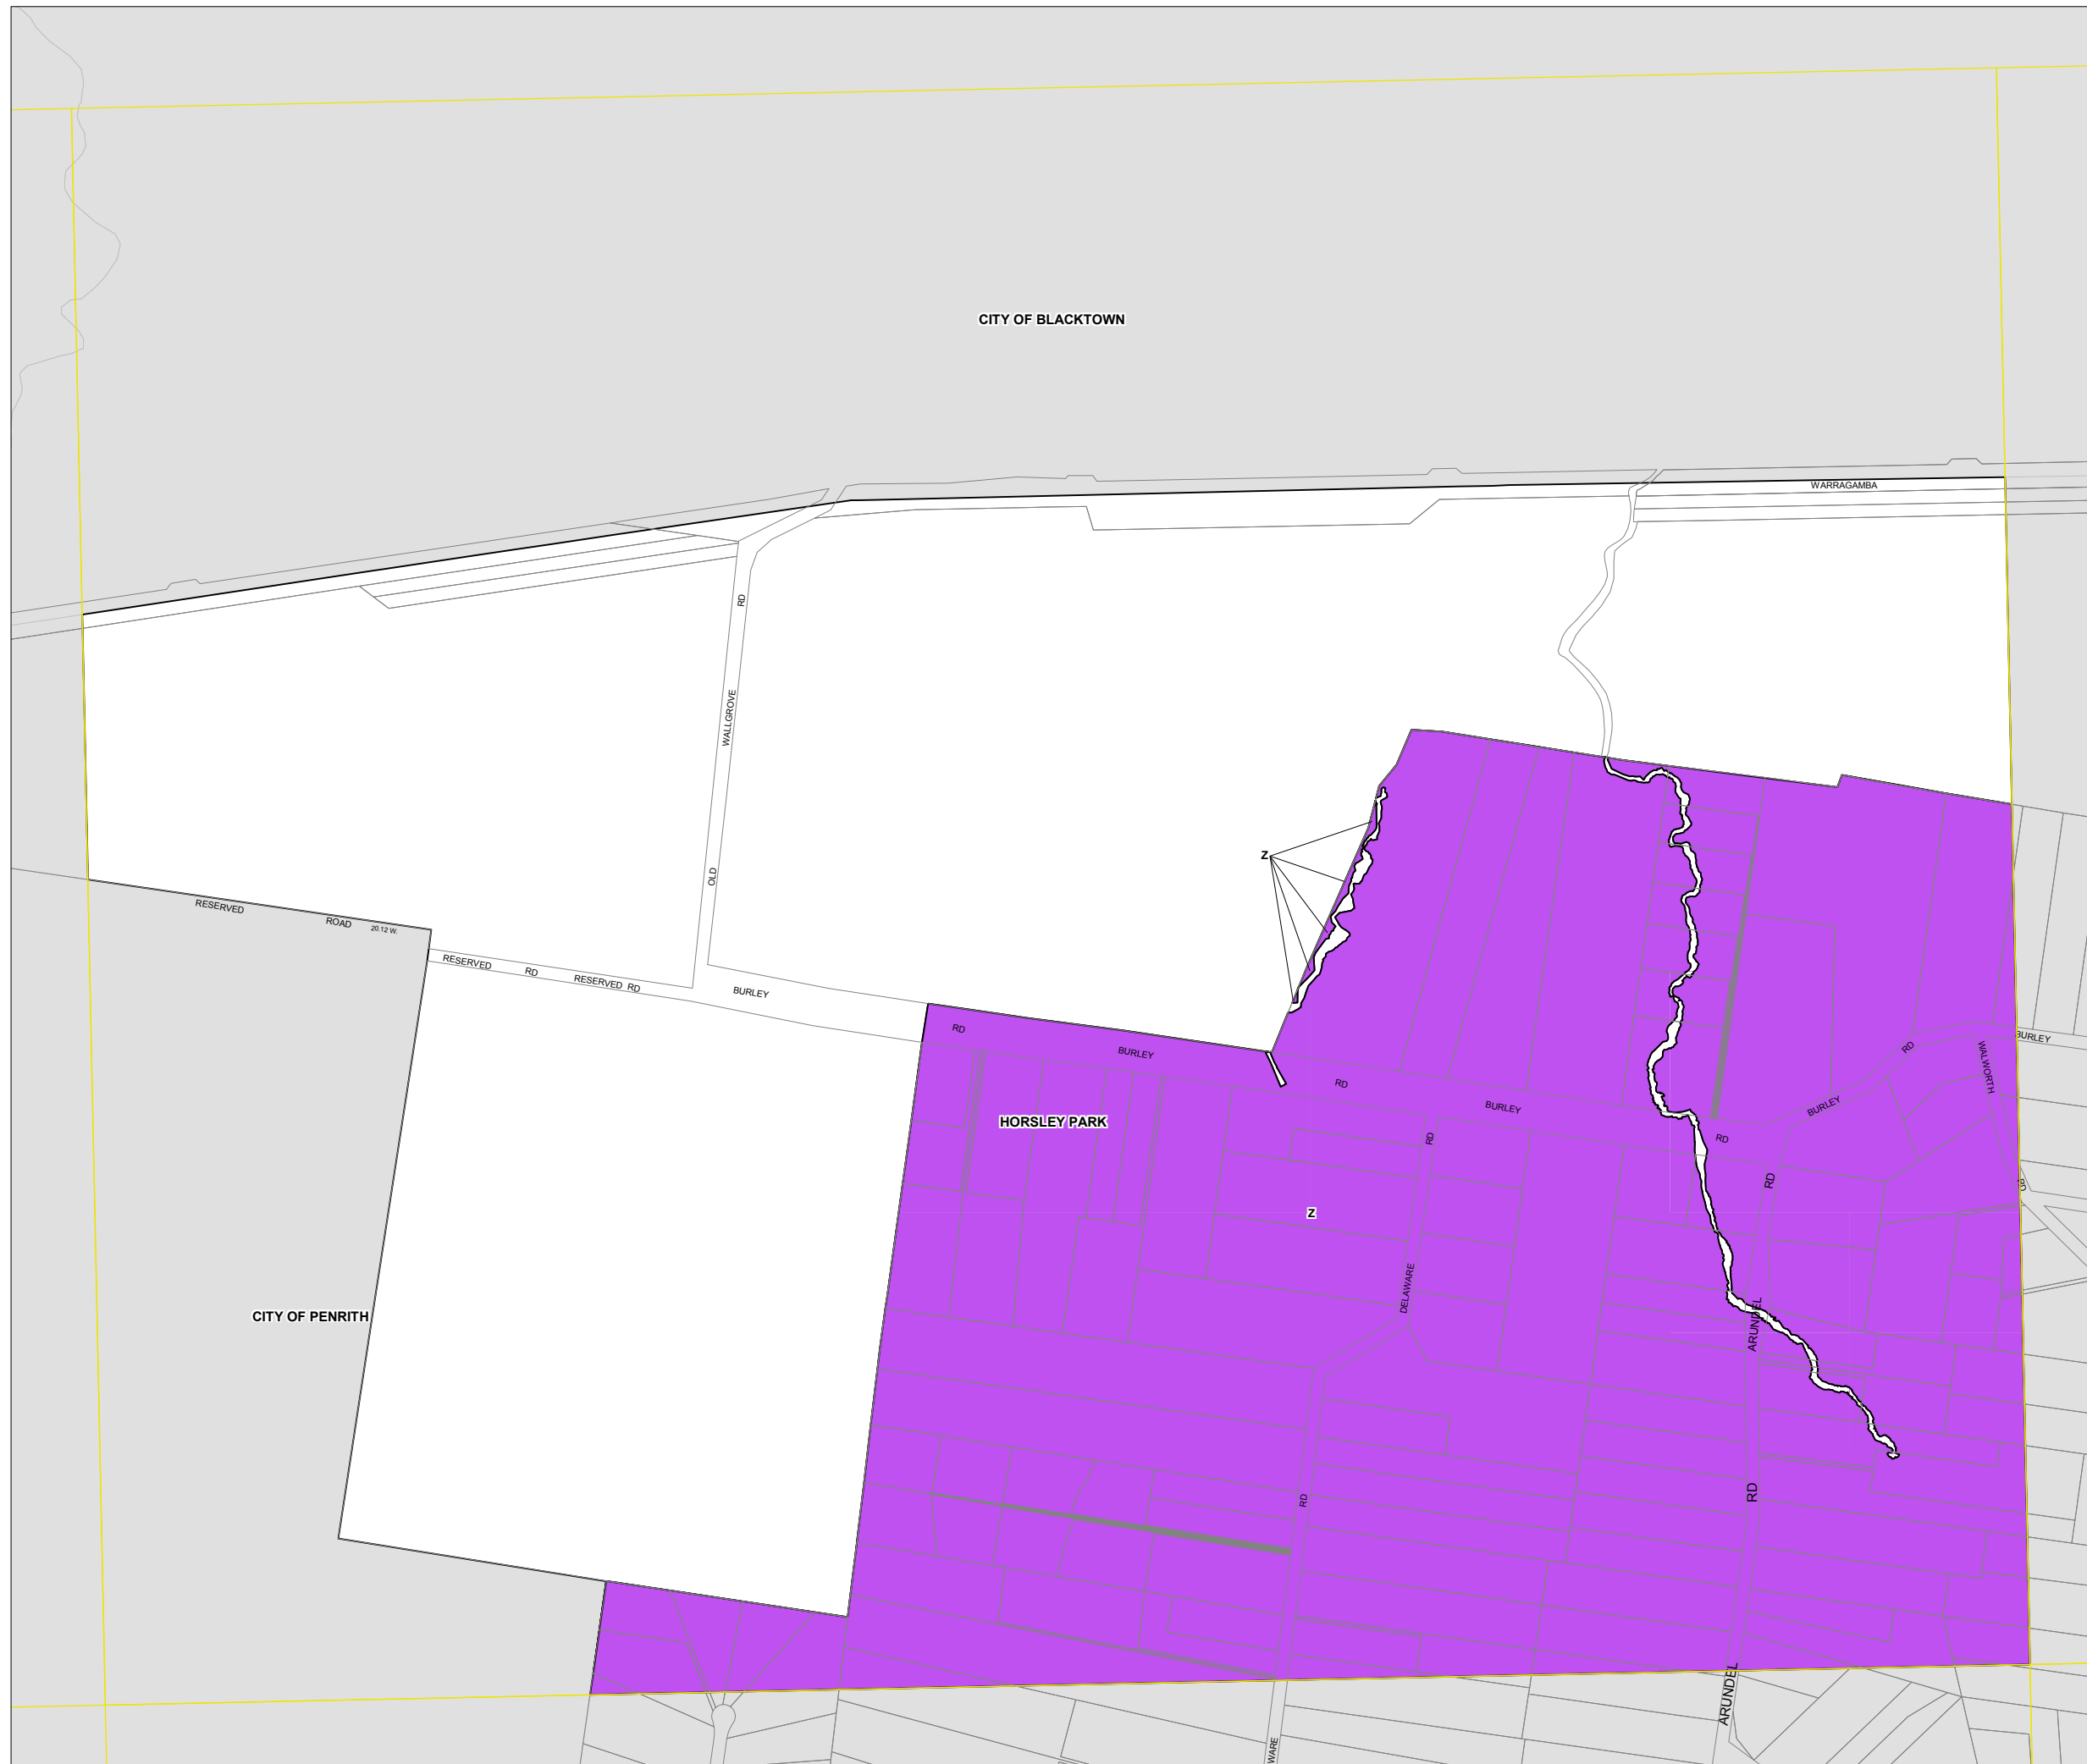 CITY OF BLACKTOWN
WARRAGAMBA
RD
WALLGROVE
OLD
Z
RESERVED
ROAD
20.12 W.
RESERVED
RD
RESERVED RD
BURLEY
RD
BURLEY
RD
BURLEY
RD
BURLEY
RD
BURLEY
WALWORTH
RD
HORSLEY PARK
RD
RD
Z
DELAWARE
ARUNDEL
CITY OF PENRITH
RD
RD
ARUNDEL
WARE